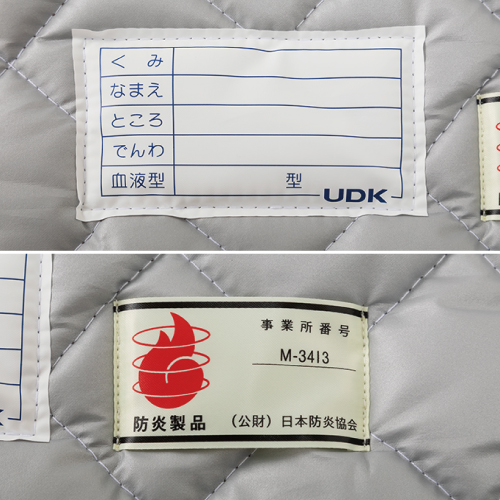 くみ
なまえ
ところ
でんわ
血液型 型
UDK
事業所番号
M-3413
防炎製品 (公財)日本防炎協会
DK